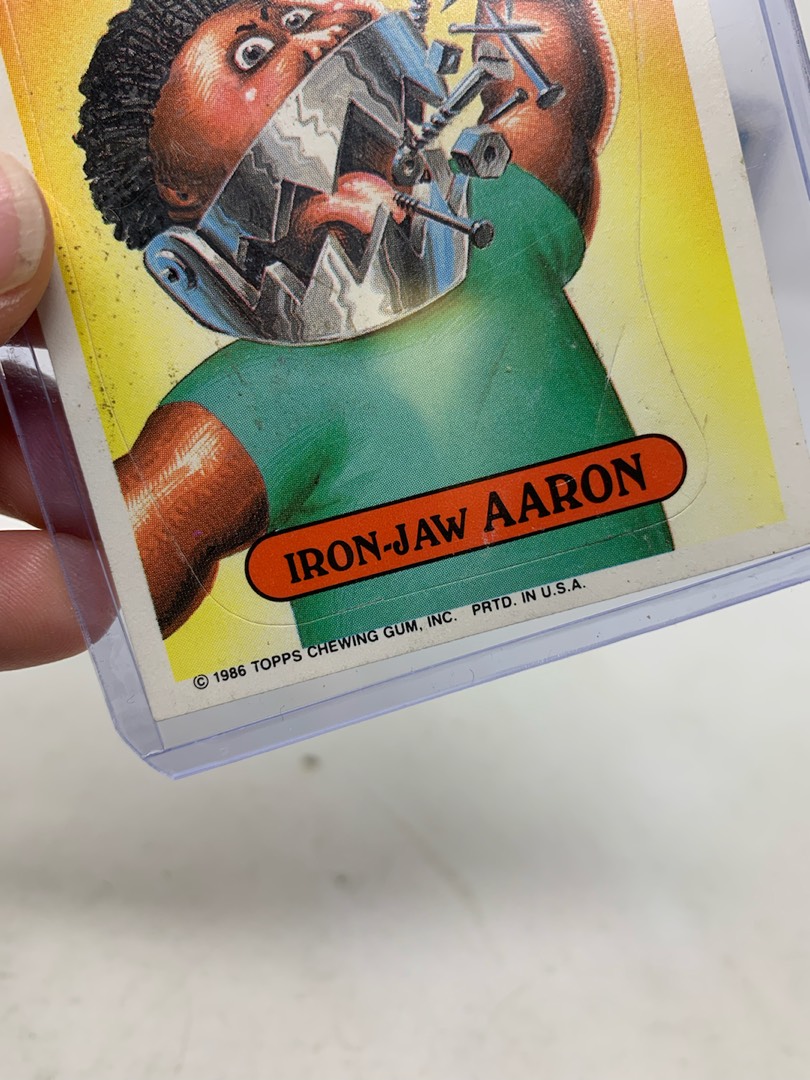 IRON-JAW AARON
© 1986 TOPPS CHEWING GUM, INC. PRTD. IN U.S.A.